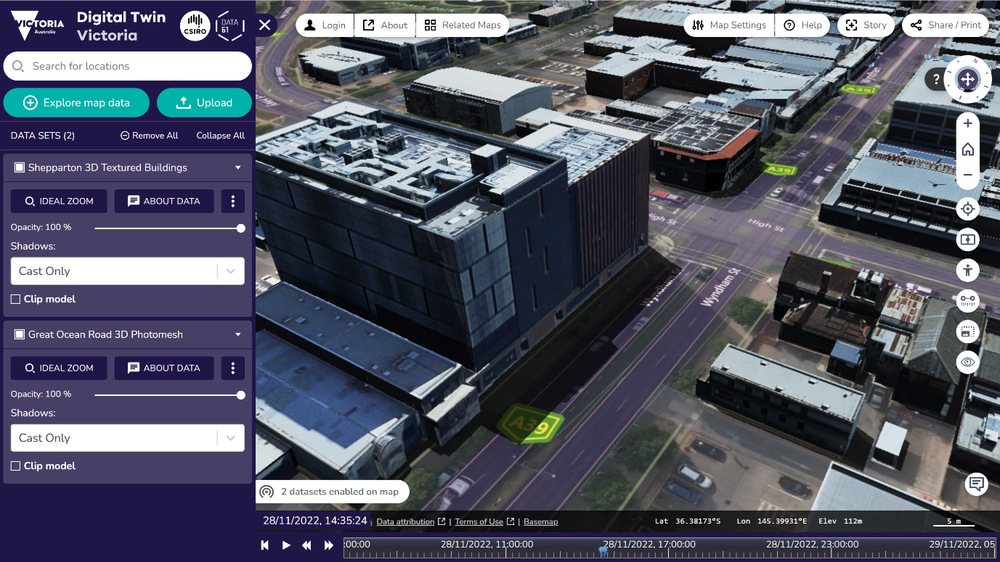 VICTORIA
Australia
Digital Twin
Victoria
CSIRO
DATA
61
Login
About
Related Maps
Map Settings
Help
Story
Share / Print
Search for locations
Explore map data
Upload
DATA SETS (2)
Remove All
Collapse All
Shepparton 3D Textured Buildings
IDEAL ZOOM
ABOUT DATA
Opacity: 100 %
Shadows:
Cast Only
Clip model
Great Ocean Road 3D Photomesh
IDEAL ZOOM
ABOUT DATA
Opacity: 100 %
Shadows:
Cast Only
Clip model
N
?
A39
A39
High St
High St
Wyndham St
A39
2 datasets enabled on map
28/11/2022, 14:35:24 | Data attribution | Terms of Use | Basemap
Lat 36.38173°S Lon 145.39931°E Elev 112m
5 m
:00:00
28/11/2022, 11:00:00
28/11/2022, 17:00:00
28/11/2022, 23:00:00
29/11/2022, 05